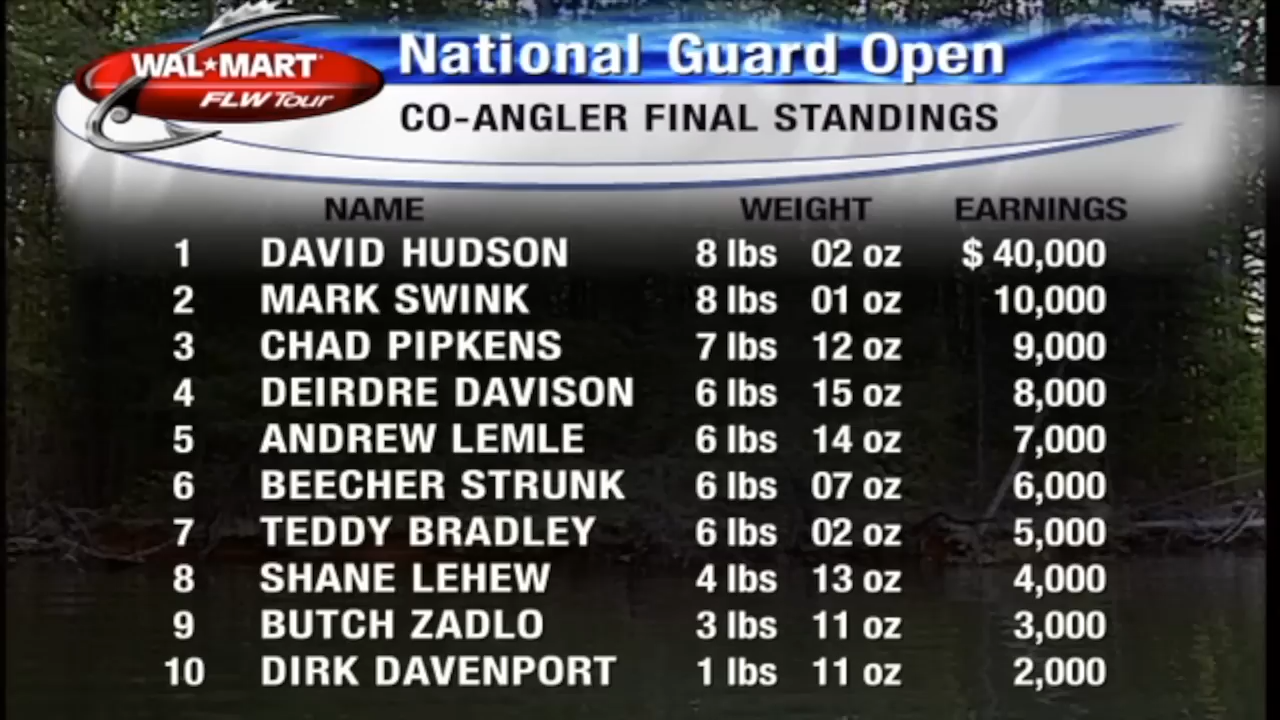 WAL★MART
FLW TOUR
National Guard Open
CO-ANGLER FINAL STANDINGS
NAME WEIGHT EARNINGS
1 DAVID HUDSON 8 lbs 02 oz $ 40,000
2 MARK SWINK 8 lbs 01 oz 10,000
3 CHAD PIPKENS 7 lbs 12 oz 9,000
4 DEIRDRE DAVISON 6 lbs 15 oz 8,000
5 ANDREW LEMLE 6 lbs 14 oz 7,000
6 BEECHER STRUNK 6 lbs 07 oz 6,000
7 TEDDY BRADLEY 6 lbs 02 oz 5,000
8 SHANE LEHEW 4 lbs 13 oz 4,000
9 BUTCH ZADLO 3 lbs 11 oz 3,000
10 DIRK DAVENPORT 1 lbs 11 oz 2,000